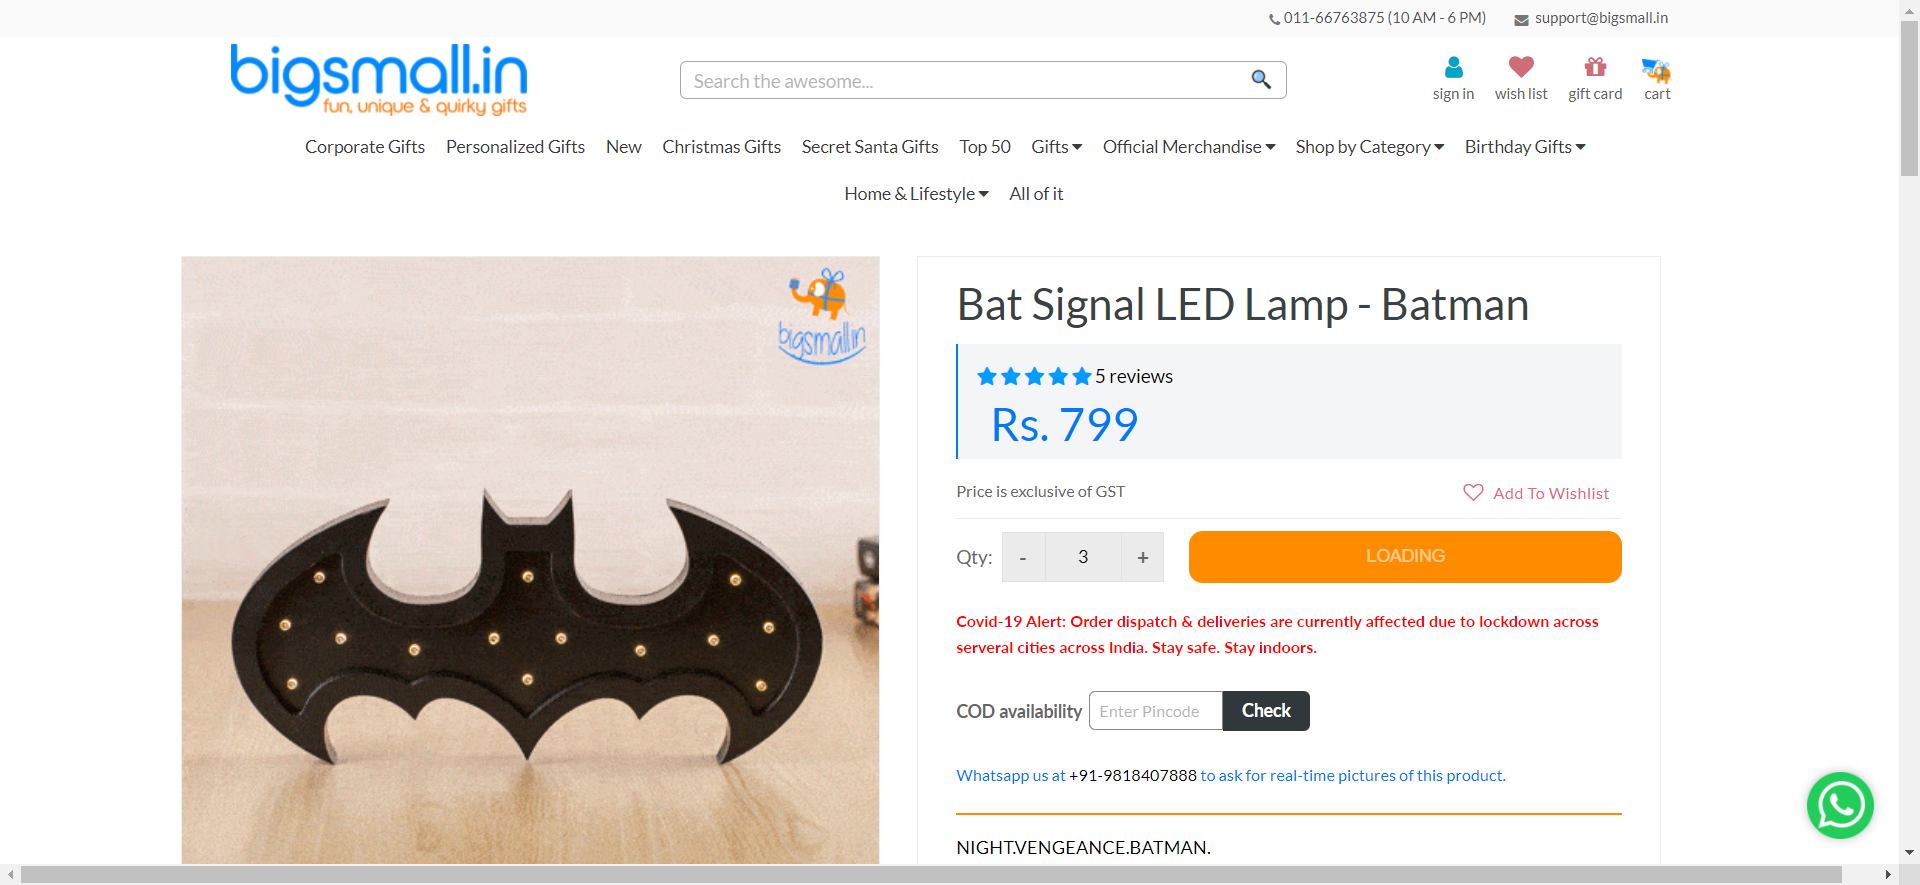 011-66763875 (10 AM - 6 PM) support@bigsmall.in
bigsmall.in
fun, unique & quirky gifts
Search the awesome...
sign in wish list gift card cart
Corporate Gifts Personalized Gifts New Christmas Gifts Secret Santa Gifts Top 50 Gifts Official Merchandise Shop by Category Birthday Gifts
Home & Lifestyle All of it
bigsmall.in
Bat Signal LED Lamp - Batman
5 reviews
Rs. 799
Price is exclusive of GST Add To Wishlist
Qty: - 3 + LOADING
Covid-19 Alert: Order dispatch & deliveries are currently affected due to lockdown across
serveral cities across India. Stay safe. Stay indoors.
COD availability Enter Pincode Check
Whatsapp us at +91-9818407888 to ask for real-time pictures of this product.
NIGHT.VENGEANCE.BATMAN.